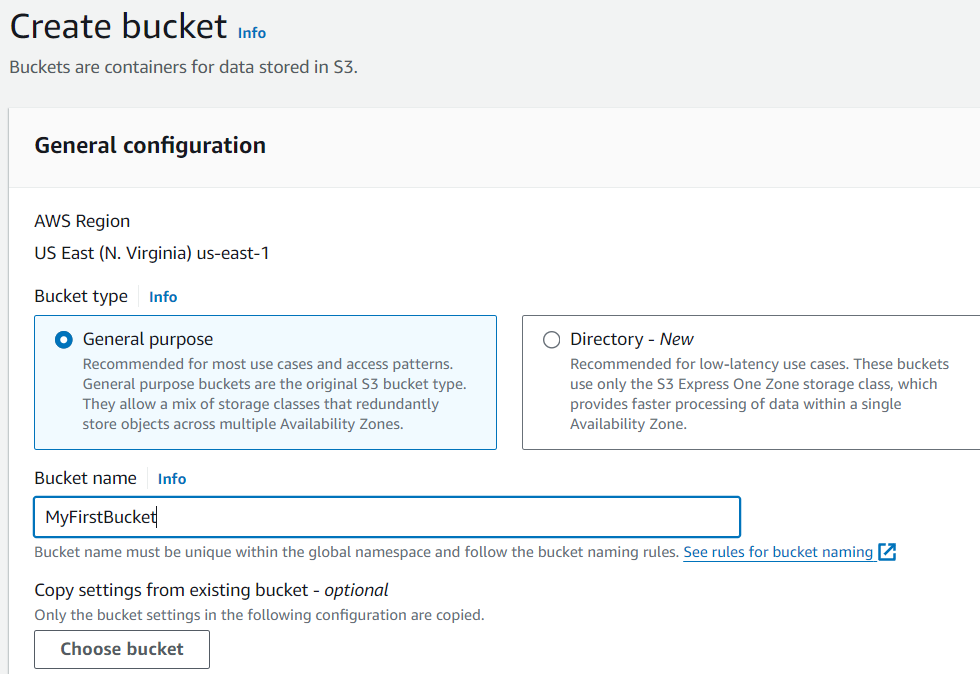 Create bucket Info
Buckets are containers for data stored in S3.
General configuration
AWS Region
US East (N. Virginia) us-east-1
Bucket type Info
General purpose
Recommended for most use cases and access patterns.
General purpose buckets are the original S3 bucket type.
They allow a mix of storage classes that redundantly
store objects across multiple Availability Zones.
Directory - New
Recommended for low-latency use cases. These buckets
use only the S3 Express One Zone storage class, which
provides faster processing of data within a single
Availability Zone.
Bucket name Info
MyFirstBucket
Bucket name must be unique within the global namespace and follow the bucket naming rules. See rules for bucket naming
Copy settings from existing bucket - optional
Only the bucket settings in the following configuration are copied.
Choose bucket